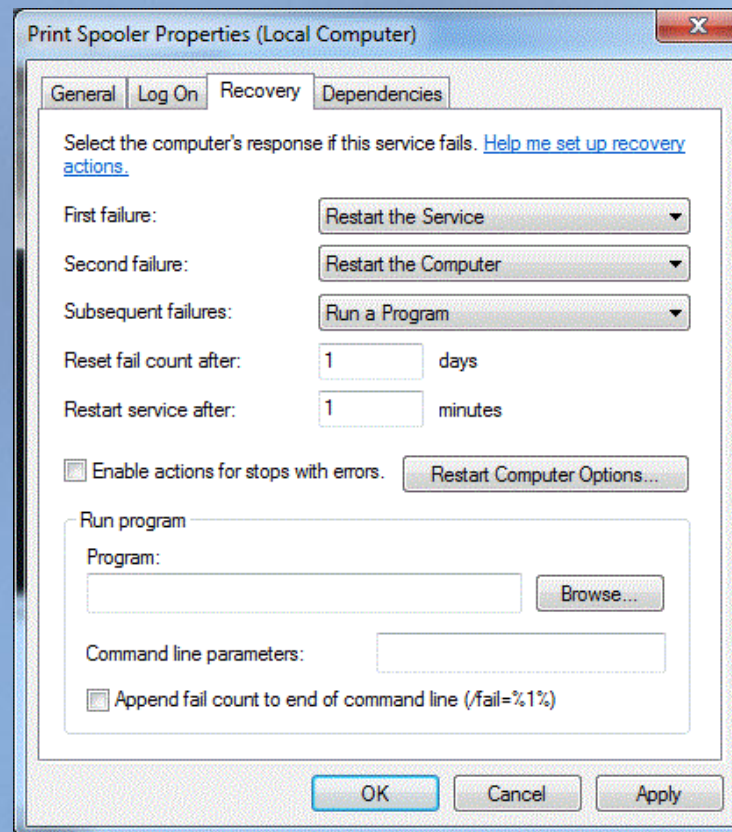 Print Spooler Properties (Local Computer)
General Log On Recovery Dependencies
Select the computer's response if this service fails. Help me set up recovery
actions.
First failure: Restart the Service
Second failure: Restart the Computer
Subsequent failures: Run a Program
Reset fail count after: 1 days
Restart service after: 1 minutes
Enable actions for stops with errors. Restart Computer Options...
Run program
Program:
Browse...
Command line parameters:
Append fail count to end of command line (/fail=%1%)
OK Cancel Apply